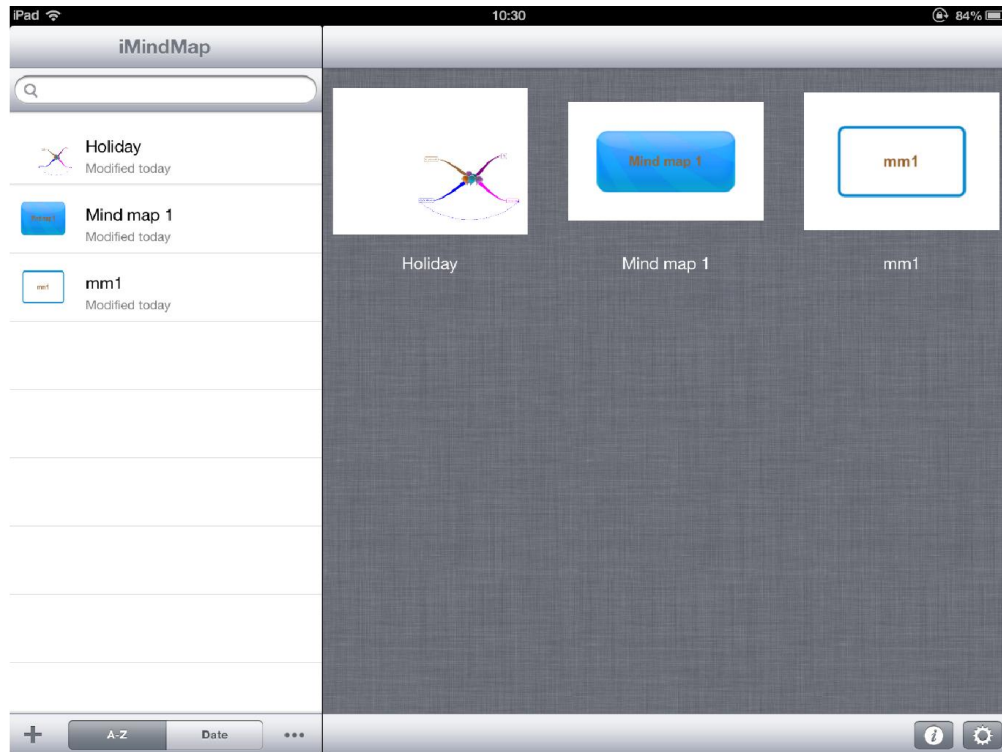 iPad 10:30 84%
iMindMap
Holiday
Modified today
Mind map 1
Modified today
mm1
Modified today
Mind map 1
mm1
Holiday
Mind map 1
mm1
A-Z
Date